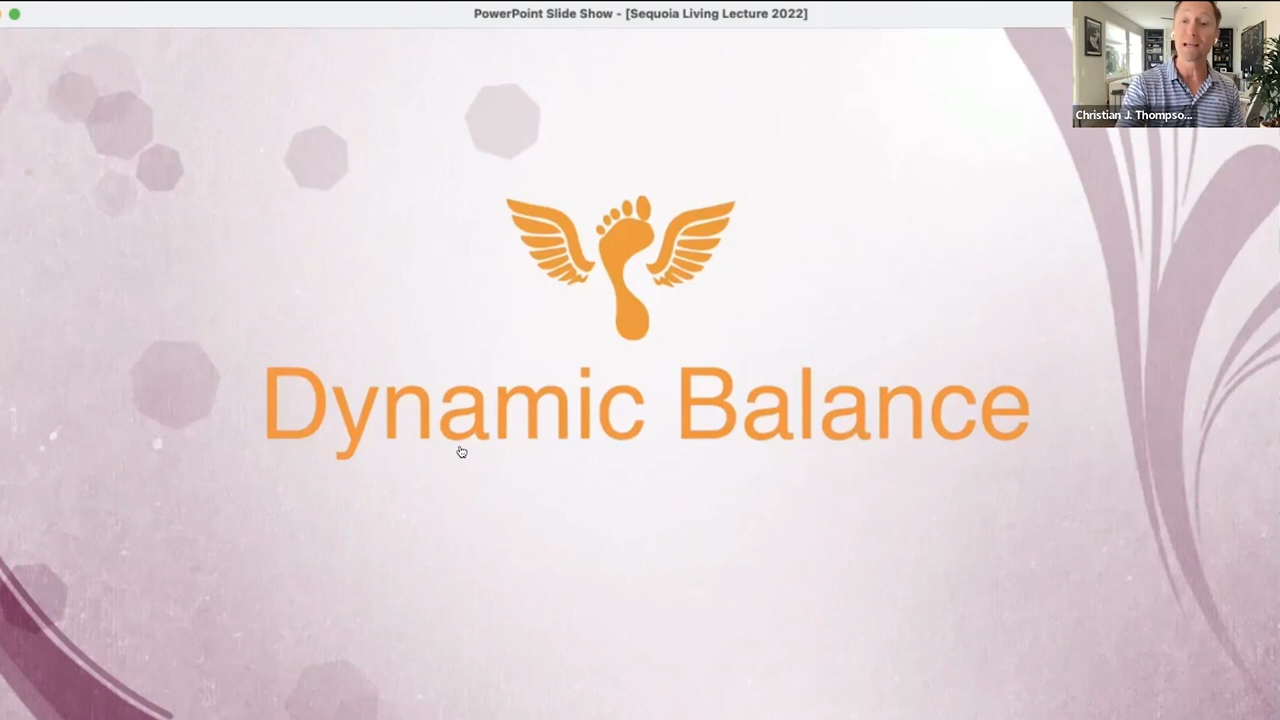 PowerPoint Slide Show - [Sequoia Living Lecture 2022]
Christian J. Thompso...
Dynamic Balance